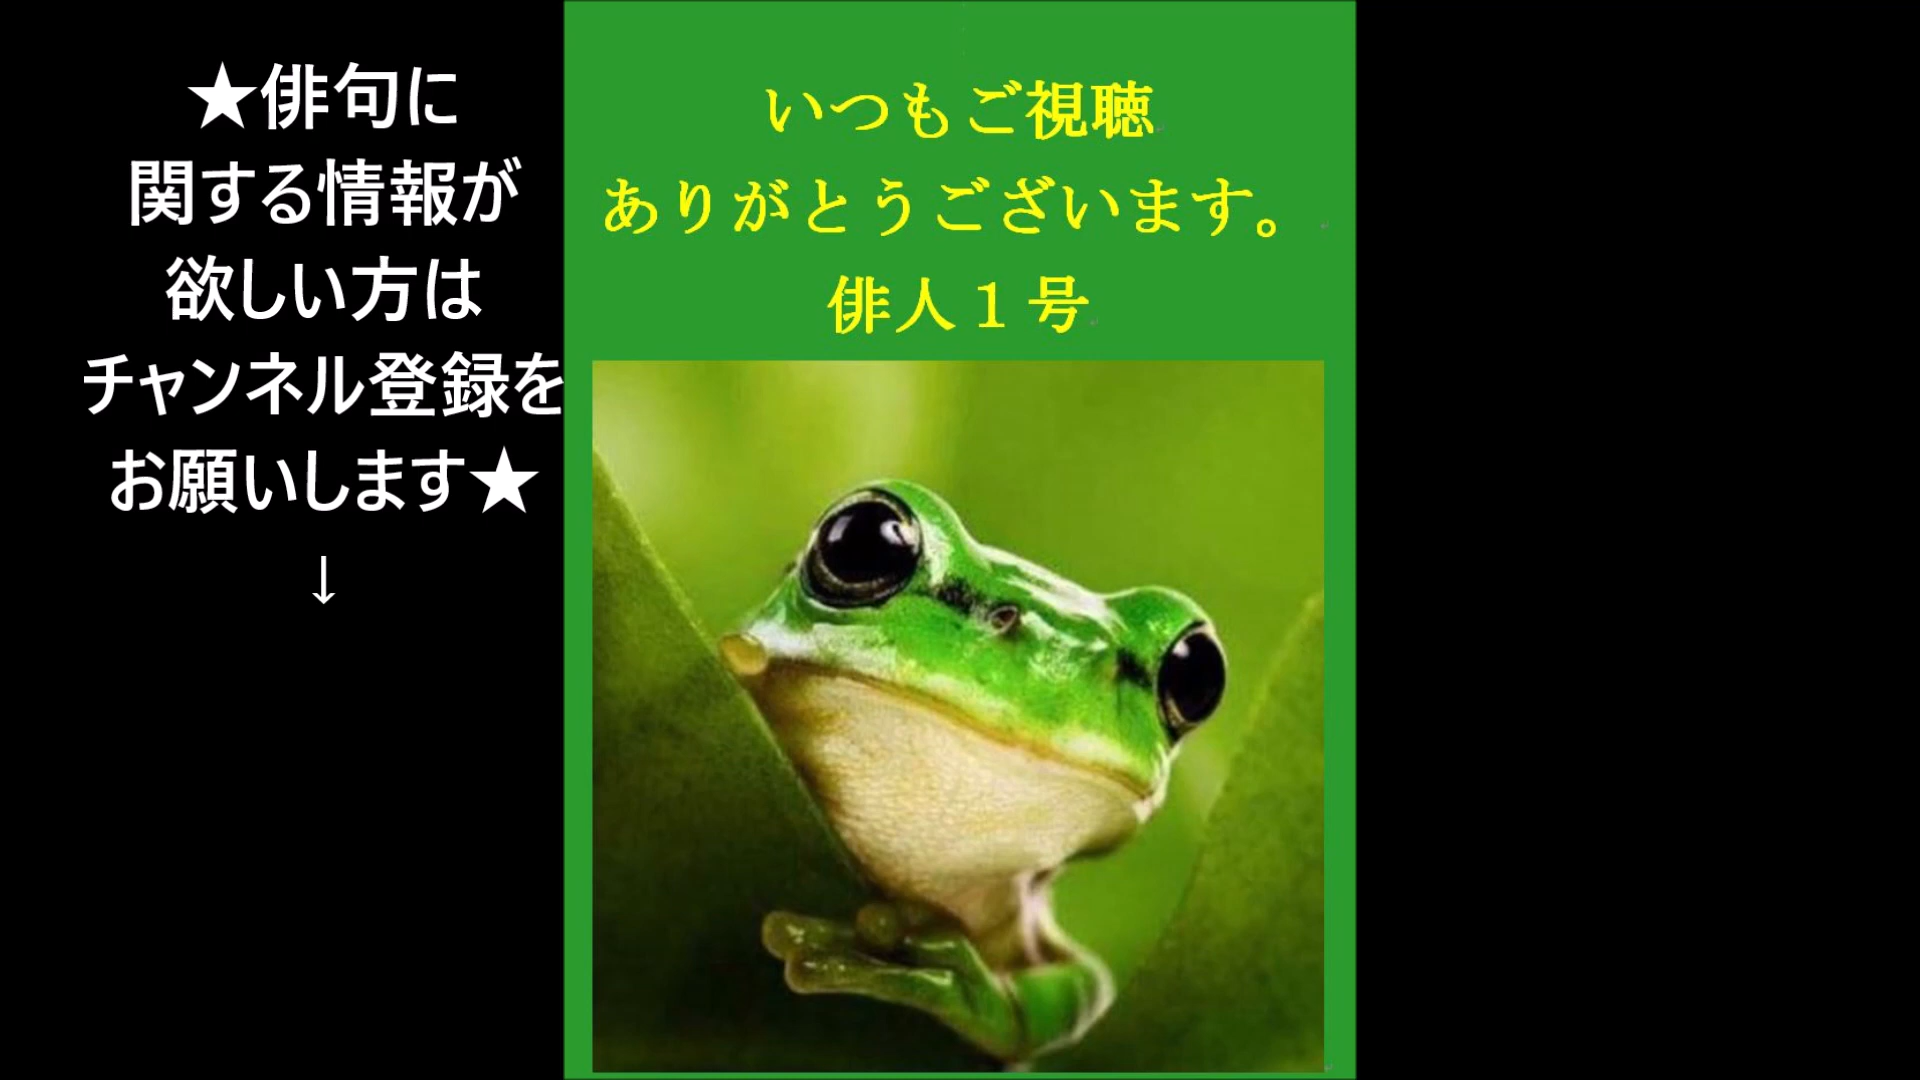 ★俳句に
関する情報が
欲しい方は
チャンネル登録を
お願いします★
↓
いつもご視聴
ありがとうございます。
俳人１号